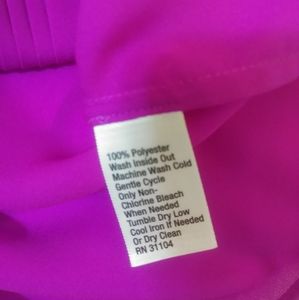 100% Polyester
Wash Inside Out
Machine Wash Cold
Gentle Cycle
Only Non-
Chlorine Bleach
When Needed
Tumble Dry Low
Cool Iron If Needed
Or Dry Clean
RN 31104